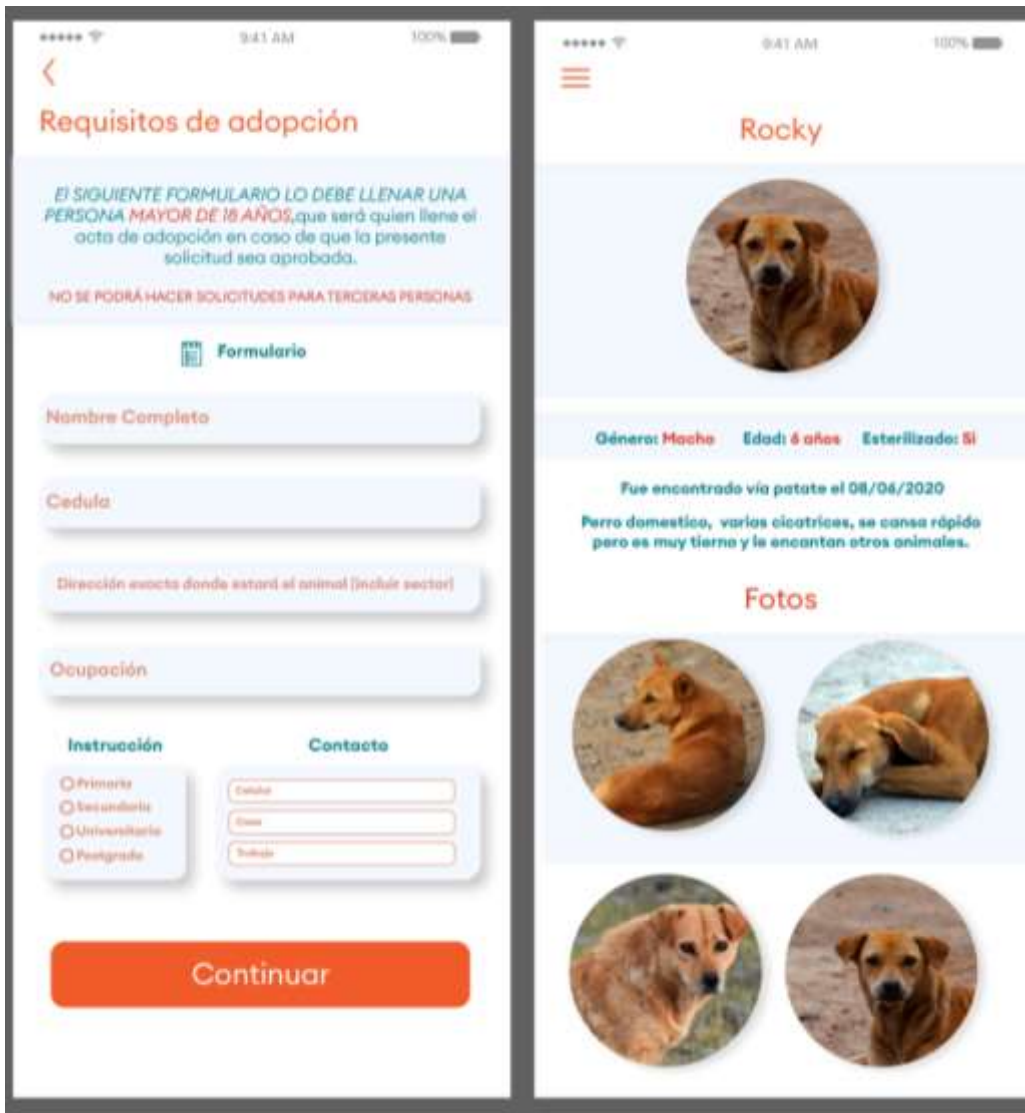 9:41 AM
100%
Requisitos de adopción
El SIGUIENTE FORMULARIO LO DEBE LLENAR UNA
PERSONA MAYOR DE 18 AÑOS,que será quien llene el
acta de adopción en caso de que la presente
solicitud sea aprobada.
NO SE PODRÁ HACER SOLICITUDES PARA TERCERAS PERSONAS
Formulario
Nombre Completo
Cedula
Dirección exacta donde estará el animal (incluir sector)
Ocupación
Instrucción
Primaria
Secundaria
Universitario
Postgrado
Contacto
Celular
Casa
Trabajo
Continuar
9:41 AM
100%
Rocky
Género: Macho Edad: 6 años Esterilizado: Si
Fue encontrado vía patate el 08/06/2020
Perro domestico, varias cicatrices, se cansa rápido
pero es muy tierno y le encantan otros animales.
Fotos